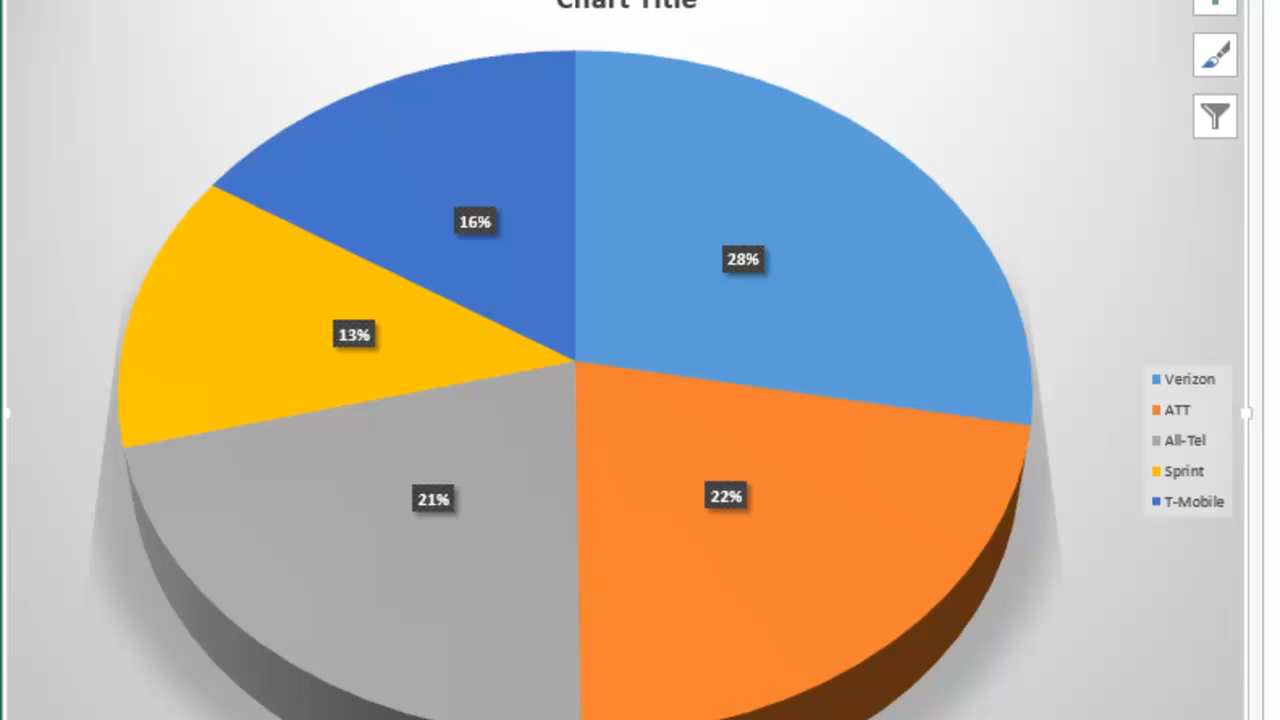 Chart Title
16%
28%
13%
21%
22%
Verizon
ATT
All-Tel
Sprint
T-Mobile